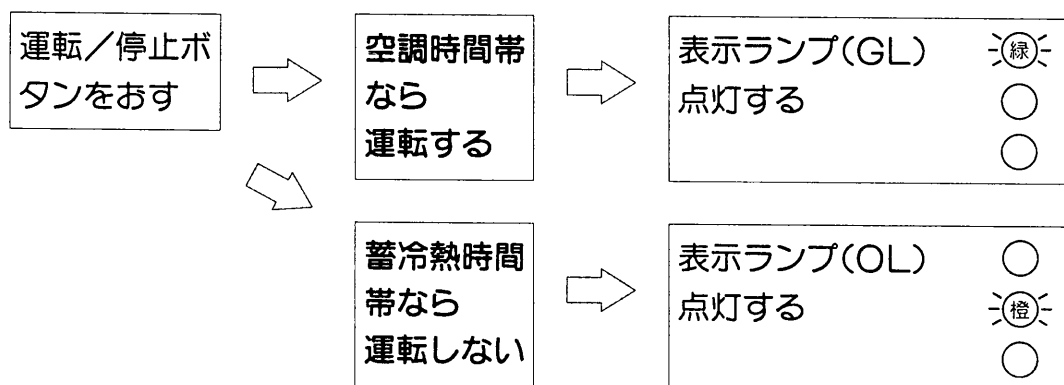 運転／停止ボ
タンをおす
空調時間帯
なら
運転する
表示ランプ(GL)
点灯する
緑
蓄冷熱時間
帯なら
運転しない
表示ランプ(OL)
点灯する
橙